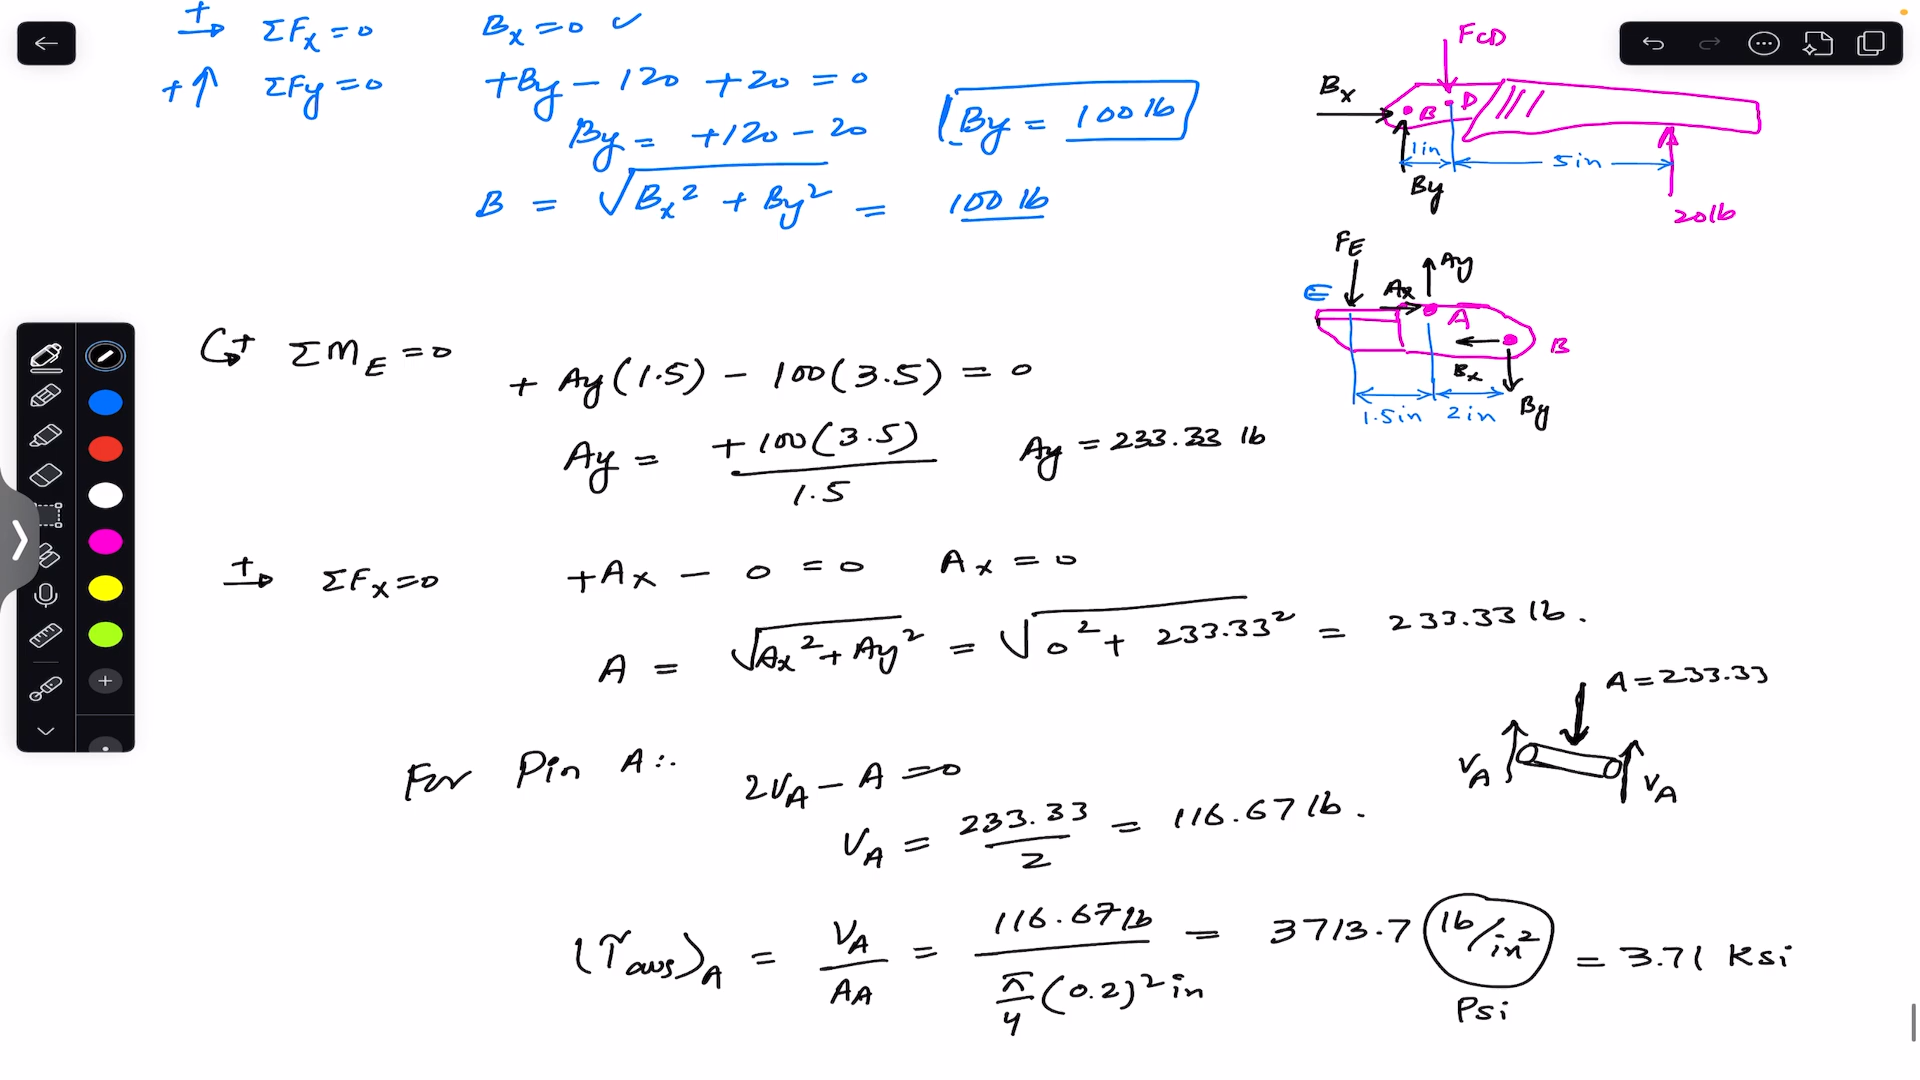 +→ ΣFx=0 Bx=0 ✓
+↑ ΣFy=0 +By - 120 +20 = 0
By = +120 - 20
By = 100 lb
B = √Bx² + By² = 100 lb
FCD
Bx
B D
1in 5in
By
20lb
FE
Ay
E Ax
A
B
Bx
1.5in 2in By
↻+ ΣME=0
+ Ay(1.5) - 100(3.5) = 0
Ay = +100(3.5)
1.5
Ay = 233.33 lb
+→ ΣFx=0 +Ax - 0 = 0 Ax = 0
A = √Ax²+Ay² = √0²+ 233.33² = 233.33 lb.
A=233.33
VA VA
For Pin A:.
2VA - A = 0
VA = 233.33
2
= 116.67 lb.
(τavg)A = VA
AA
= 116.67 lb
π
4 (0.2)² in
= 3713.7 lb/in² = 3.71 Ksi
Psi